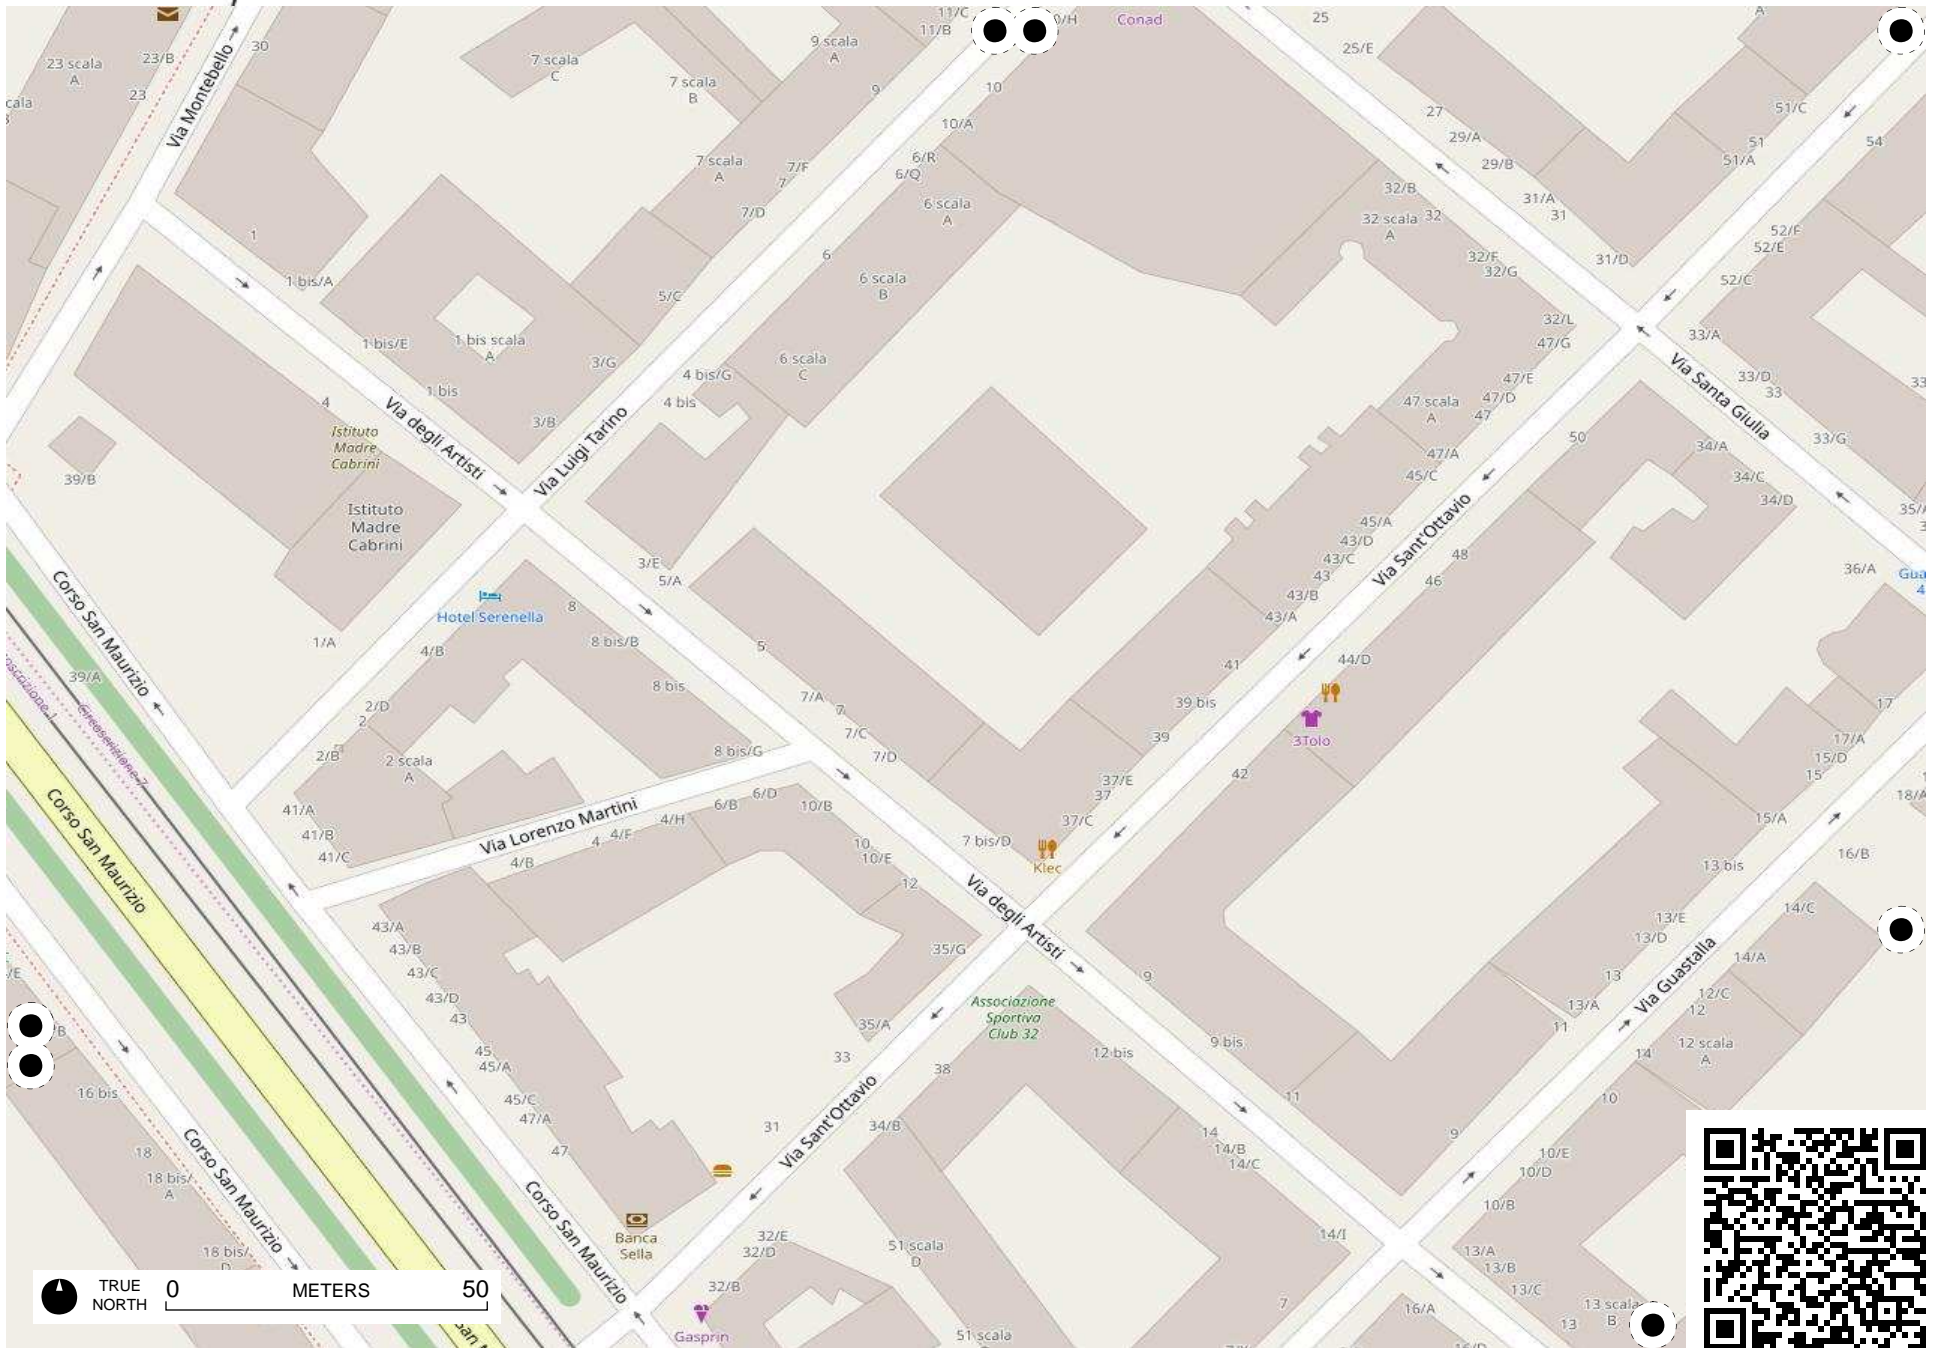 11/C
11/B
0/H
Conad
25
A
23 scala
A
23/B
23
30
Via Montebello
7 scala
C
7 scala
B
9 scala
A
9
10
25/E
27
51/C
cala
10/A
29/A
29/B
51
51/A
54
7 scala
A
7/F
7
7/D
6/R
6/Q
6 scala
A
32/B
32 scala
A
32
31/A
31
52/F
52/E
1
1 bis/A
5/C
6
6 scala
B
32/F
32/G
31/D
52/C
1 bis/E
1 bis scala
A
3/G
6 scala
C
32/L
47/G
33/A
1 bis
4 bis/G
4 bis
47/E
47/D
47
47 scala
A
33/D
33
33
Via Santa Giulia
4
Istituto
Madre
Cabrini
Via degli Artisti
3/B
Via Luigi Tarino
50
47/A
45/C
34/A
34/C
34/D
33/G
39/B
Istituto
Madre
Cabrini
45/A
43/D
43/C
43
43/B
43/A
Via Sant'Ottavio
48
46
35/A
36/A
Gua
4
Corso San Maurizio
Hotel Serenella
8
3/E
5/A
1/A
4/B
8 bis/B
5
41
44/D
39/A
Circoscrizione 7
2/D
2
8 bis
7/A
7
7/C
7/D
39 bis
39
3Tolo
17
17/A
15/D
15
2/B
2 scala
A
8 bis/G
37/E
37
42
18/A
Corso San Maurizio
41/A
41/B
41/C
Via Lorenzo Martini
6/B
6/D
10/B
4/H
4/F
4
4/B
37/C
15/A
10
10/E
7 bis/D
Klec
13 bis
16/B
12
Via degli Artisti
43/A
43/B
43/C
43/D
43
35/G
13/E
13/D
14/C
/E
9
13
Via Guastalla
14/A
12/C
12
Associazione
Sportiva
Club 32
13/A
B
35/A
11
33
12 bis
9 bis
14
12 scala
A
45
45/A
38
16 bis
45/C
47/A
Via Sant'Ottavio
11
10
18
18 bis/
A
47
31
34/B
14
14/B
14/C
9
10/E
10/D
Corso San Maurizio
Corso San Maurizio
10/B
Banca
Sella
32/E
32/D
51 scala
D
14/I
13/A
13/B
13/C
18 bis/
D
TRUE
NORTH
0
METERS
50
32/B
7
16/A
13 scala
B
13
Gasprin
51 scala